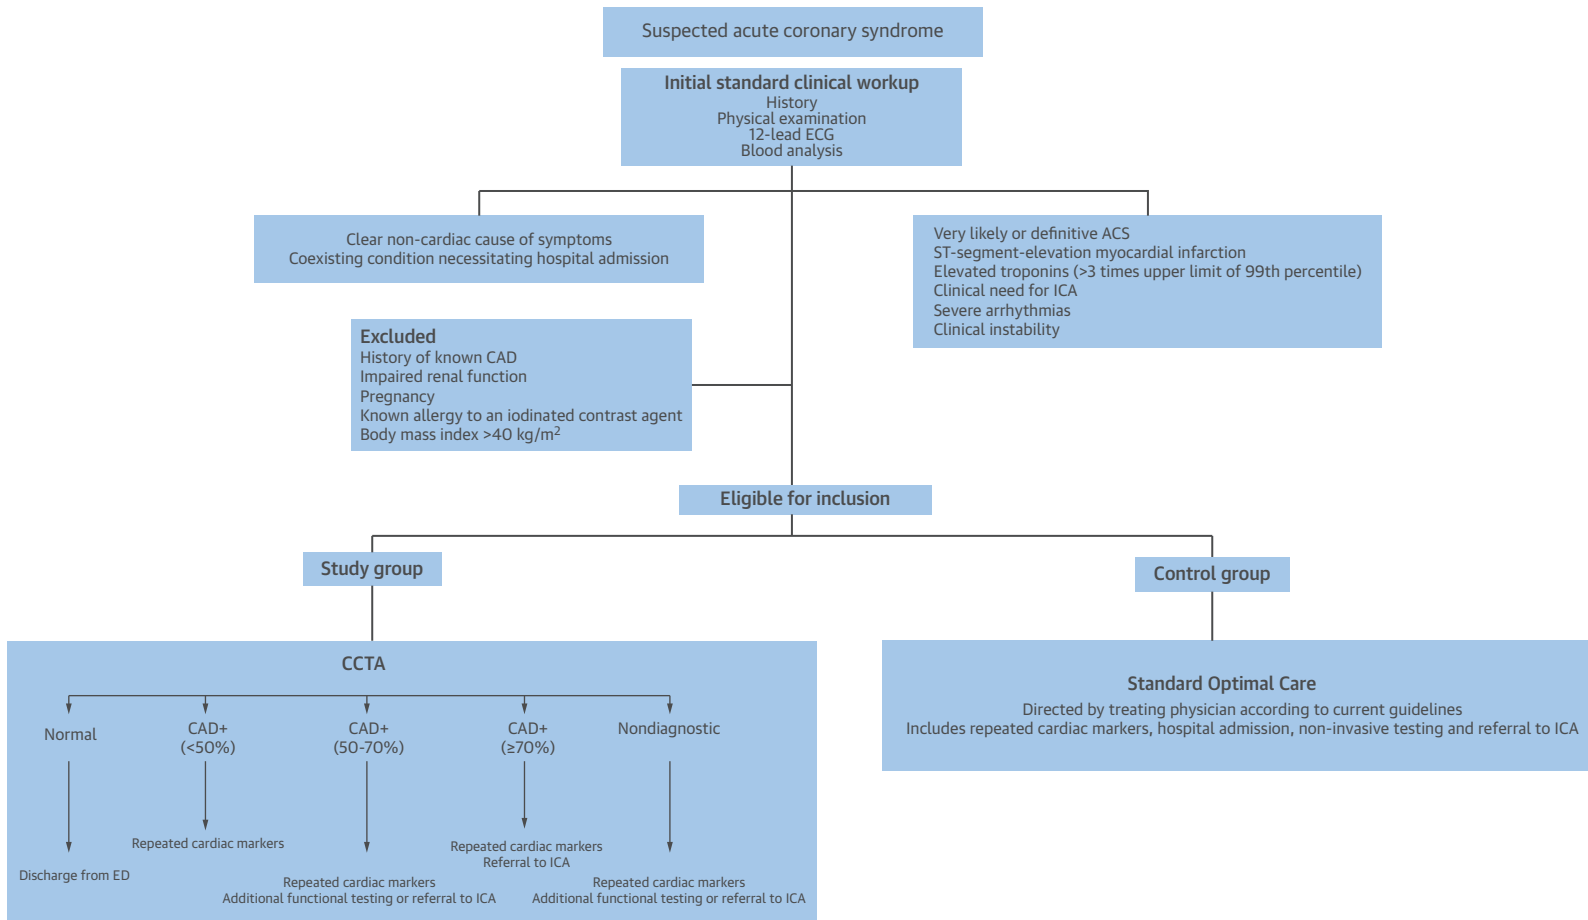 Suspected acute coronary syndrome
Initial standard clinical workup
History
Physical examination
12-lead ECG
Blood analysis
Clear non-cardiac cause of symptoms
Coexisting condition necessitating hospital admission
Very likely or definitive ACS
ST-segment-elevation myocardial infarction
Elevated troponins (>3 times upper limit of 99th percentile)
Clinical need for ICA
Severe arrhythmias
Clinical instability
Excluded
History of known CAD
Impaired renal function
Pregnancy
Known allergy to an iodinated contrast agent
Body mass index >40 kg/m²
Eligible for inclusion
Study group
Control group
CCTA
Normal
CAD+
(<50%)
CAD+
(50-70%)
CAD+
(≥70%)
Nondiagnostic
Discharge from ED
Repeated cardiac markers
Repeated cardiac markers
Additional functional testing or referral to ICA
Repeated cardiac markers
Referral to ICA
Repeated cardiac markers
Additional functional testing or referral to ICA
Standard Optimal Care
Directed by treating physician according to current guidelines
Includes repeated cardiac markers, hospital admission, non-invasive testing and referral to ICA